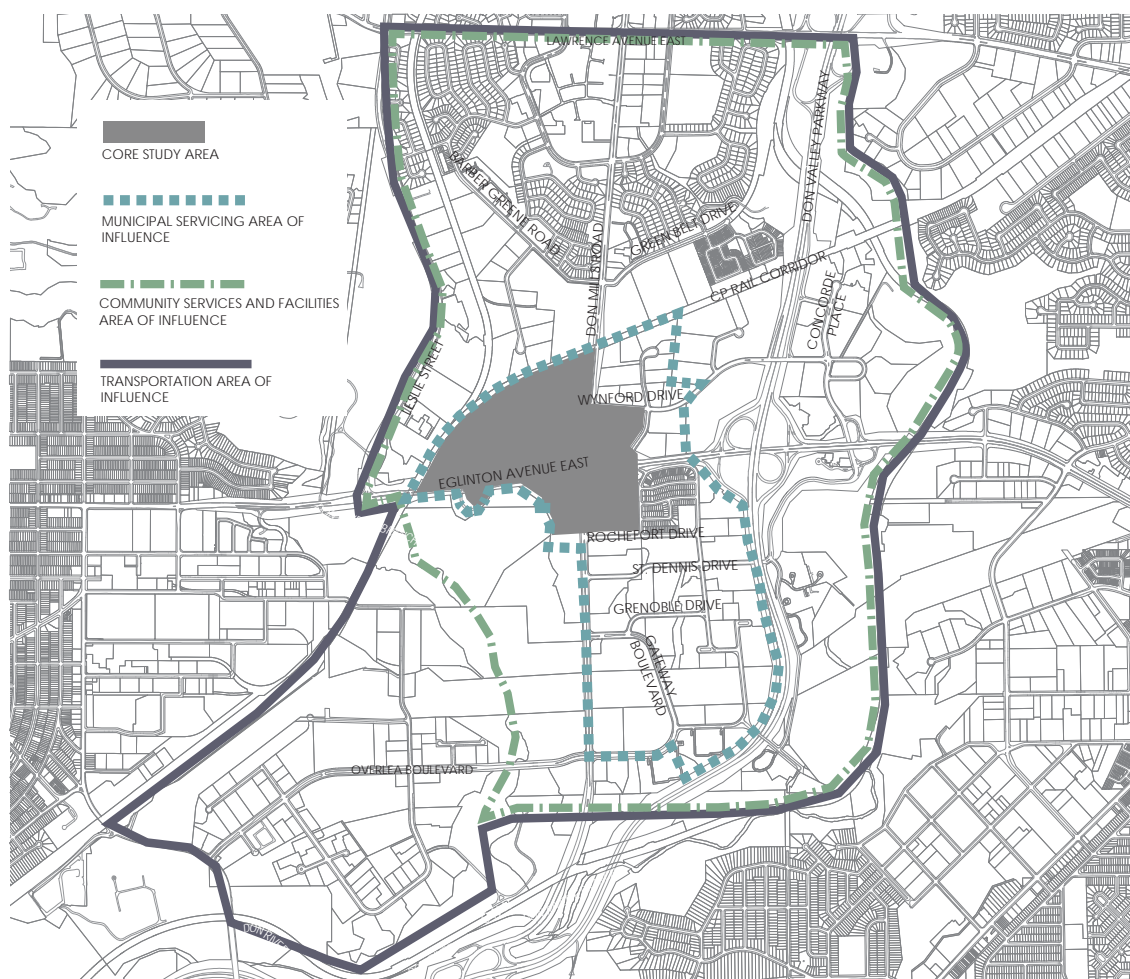 LAWRENCE AVENUE EAST
DON VALLEY PARKWAY
CORE STUDY AREA
MUNICIPAL SERVICING AREA OF
INFLUENCE
COMMUNITY SERVICES AND FACILITIES
AREA OF INFLUENCE
TRANSPORTATION AREA OF
INFLUENCE
BARBER GREENE ROAD
GREEN BELT DRIVE
DON MILLS ROAD
CP RAIL CORRIDOR
CONCORDE
PLACE
LESLIE STREET
WYNFORD DRIVE
EGLINTON AVENUE EAST
ROCHEFORT DRIVE
ST. DENNIS DRIVE
GRENOBLE DRIVE
GATEWAY
BOULEVARD
OVERLEA BOULEVARD
DON RIVER